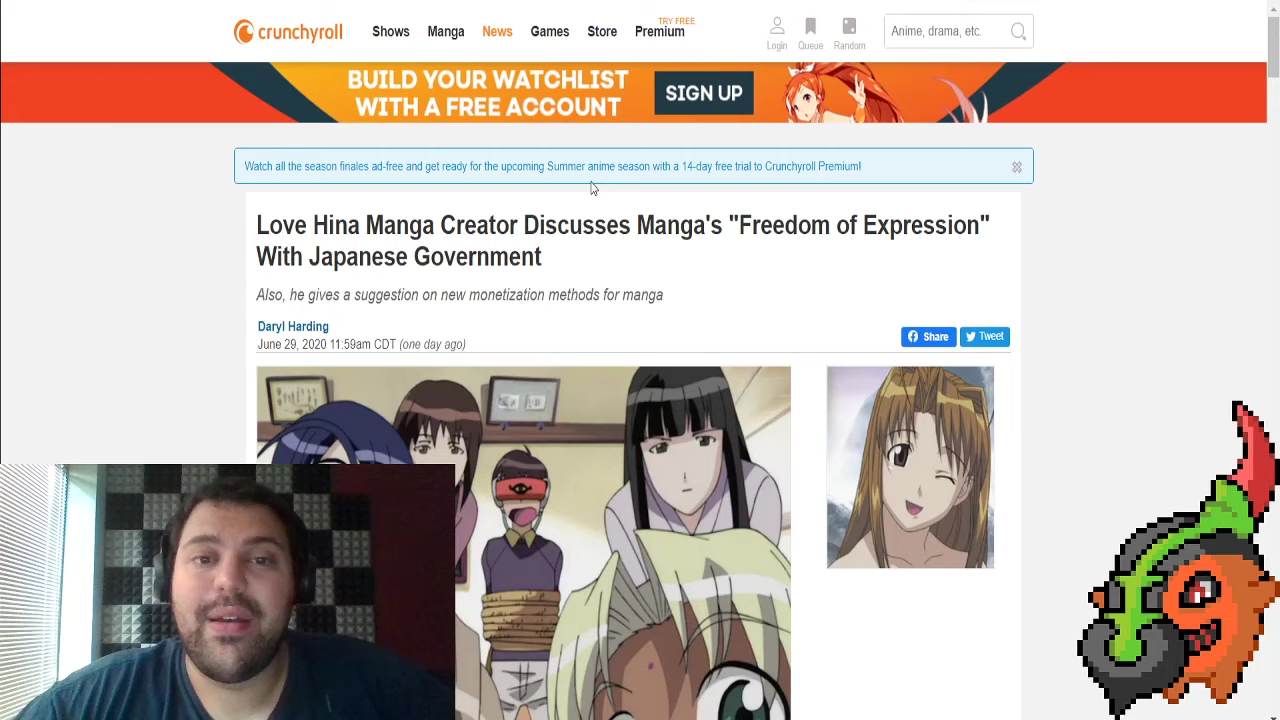 crunchyroll
Shows
Manga
News
Games
Store
TRY FREE
Premium
Login
Queue
Random
Anime, drama, etc.
BUILD YOUR WATCHLIST
WITH A FREE ACCOUNT
SIGN UP
Watch all the season finales ad-free and get ready for the upcoming Summer anime season with a 14-day free trial to Crunchyroll Premium!
Love Hina Manga Creator Discusses Manga's "Freedom of Expression"
With Japanese Government
Also, he gives a suggestion on new monetization methods for manga
Daryl Harding
June 29, 2020 11:59am CDT (one day ago)
Share
Tweet